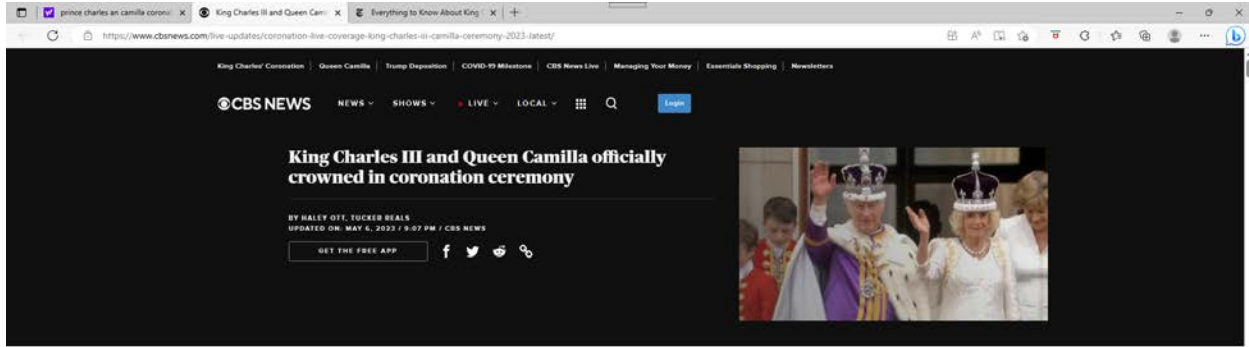 prince charles an camilla corona
King Charles III and Queen Cam
Everything to Know About King
https://www.cbsnews.com/live-updates/coronation-live-coverage-king-charles-iii-camilla-ceremony-2023-latest/
King Charles' Coronation | Queen Camilla | Trump Deposition | COVID-19 Milestone | CBS News Live | Managing Your Money | Essentials Shopping | Newsletters
CBS NEWS NEWS SHOWS LIVE LOCAL Login
King Charles III and Queen Camilla officially
crowned in coronation ceremony
BY HALEY OTT, TUCKER REALS
UPDATED ON: MAY 6, 2023 / 9:07 PM / CBS NEWS
GET THE FREE APP